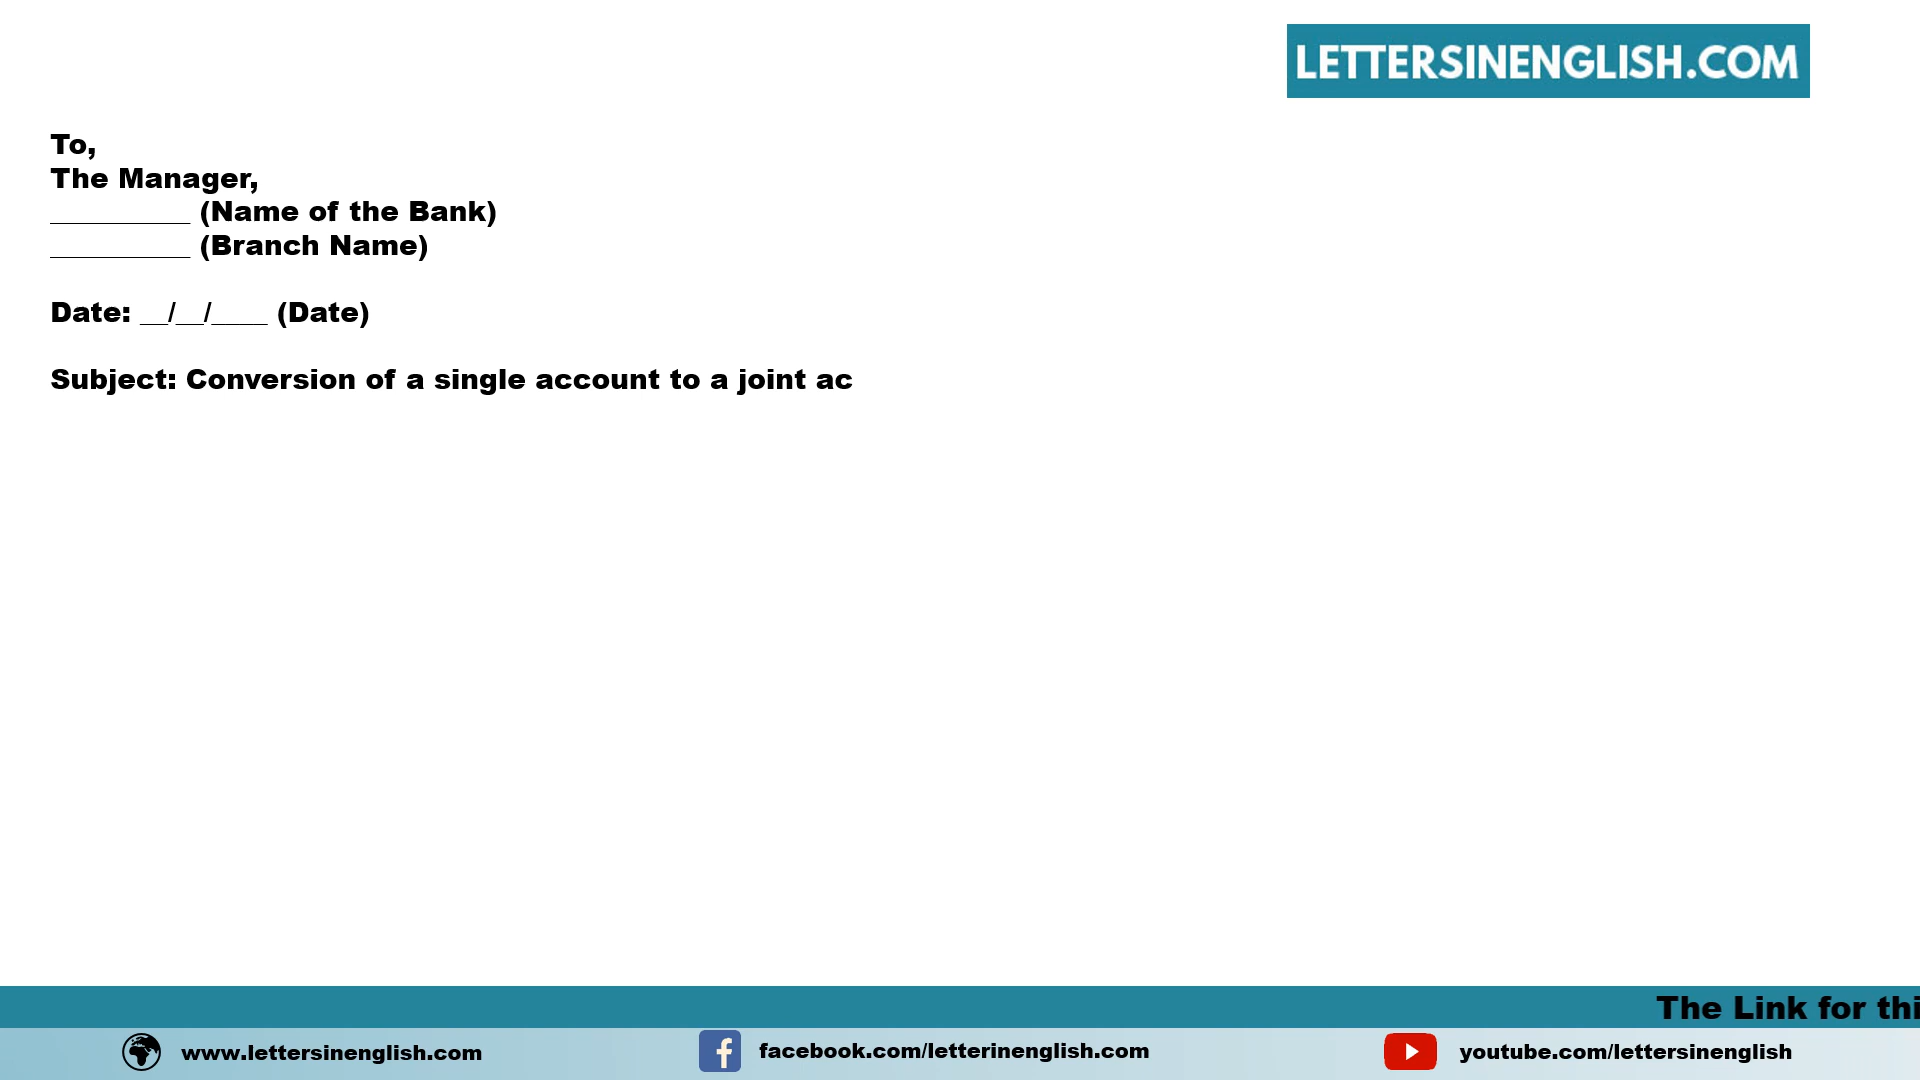 LETTERSINENGLISH.COM
To,
The Manager,
__________ (Name of the Bank)
__________ (Branch Name)
Date: __/__/____ (Date)
Subject: Conversion of a single account to a joint ac
The Link for thi
www.lettersinenglish.com
facebook.com/letterinenglish.com
youtube.com/lettersinenglish